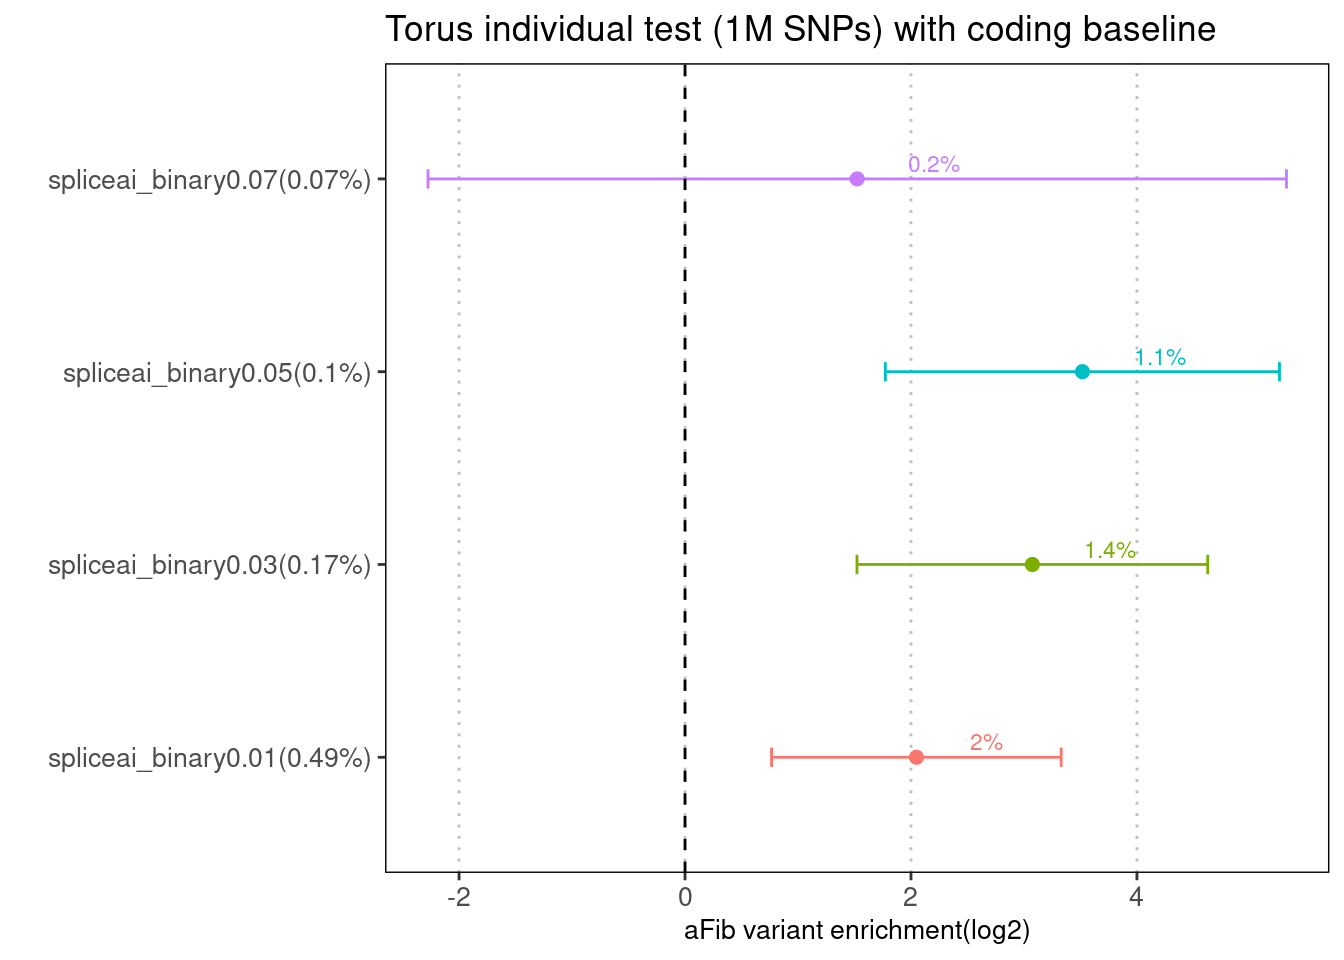 Torus individual test (1M SNPs) with coding baseline
spliceai_binary0.07(0.07%)
0.2%
spliceai_binary0.05(0.1%)
1.1%
spliceai_binary0.03(0.17%)
1.4%
spliceai_binary0.01(0.49%)
2%
-2 0 2 4
aFib variant enrichment(log2)